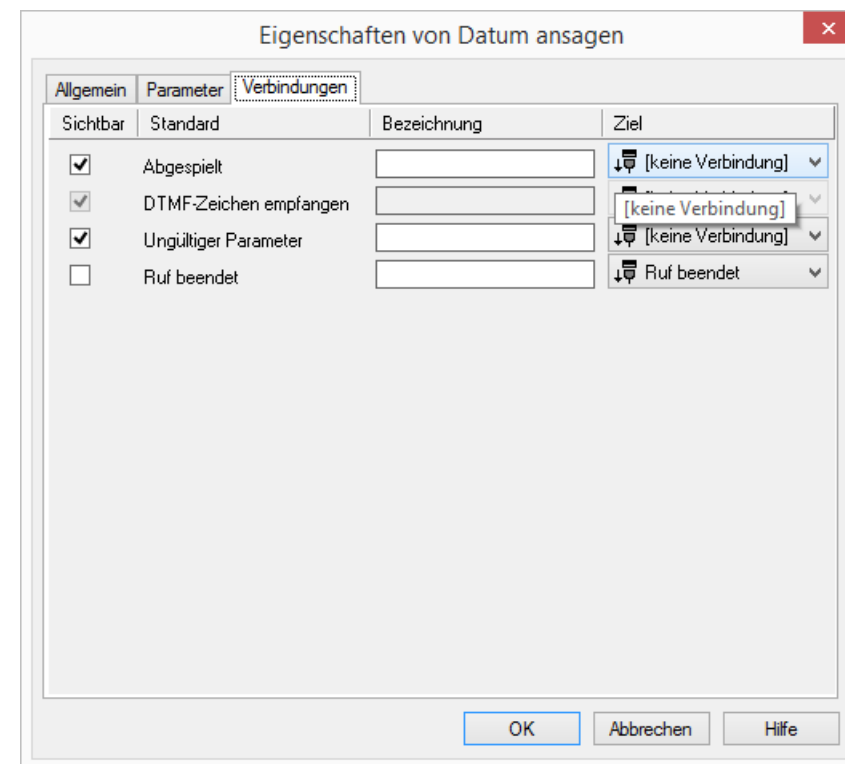 Eigenschaften von Datum ansagen
Allgemein Parameter Verbindungen
Sichtbar Standard Bezeichnung Ziel
Abgespielt [keine Verbindung]
DTMF-Zeichen empfangen
[keine Verbindung]
Ungültiger Parameter [keine Verbindung]
Ruf beendet Ruf beendet
OK Abbrechen Hilfe